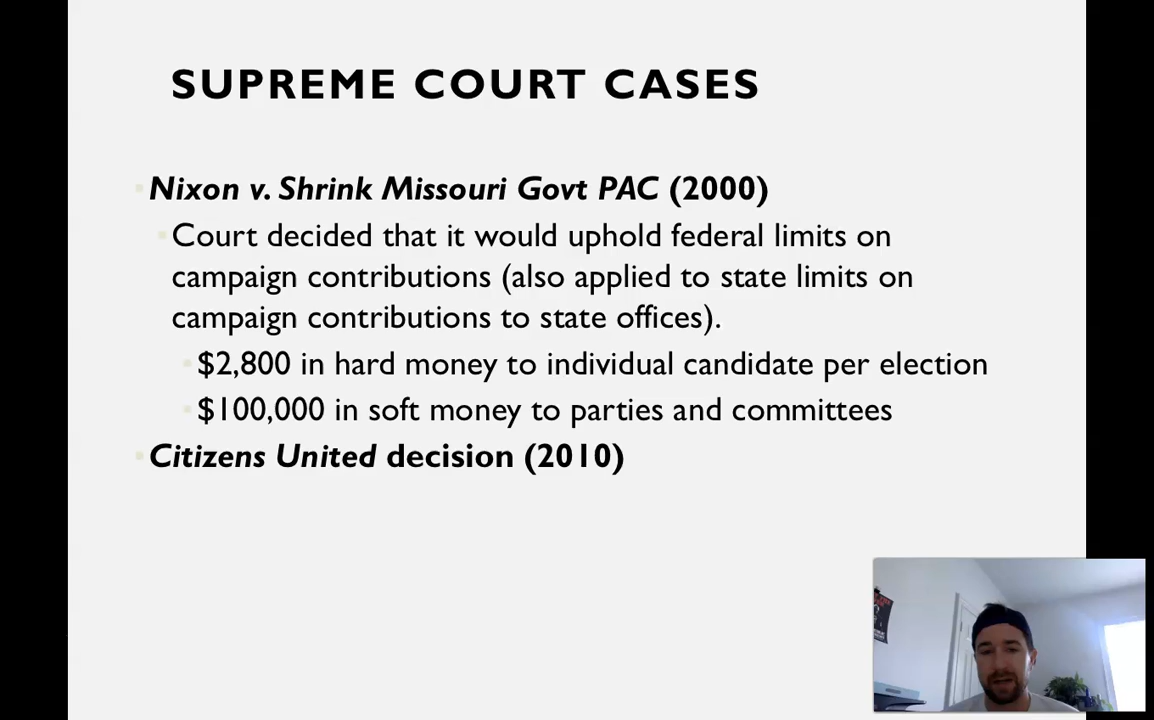 SUPREME COURT CASES
Nixon v. Shrink Missouri Govt PAC (2000)
Court decided that it would uphold federal limits on
campaign contributions (also applied to state limits on
campaign contributions to state offices).
$2,800 in hard money to individual candidate per election
$100,000 in soft money to parties and committees
Citizens United decision (2010)